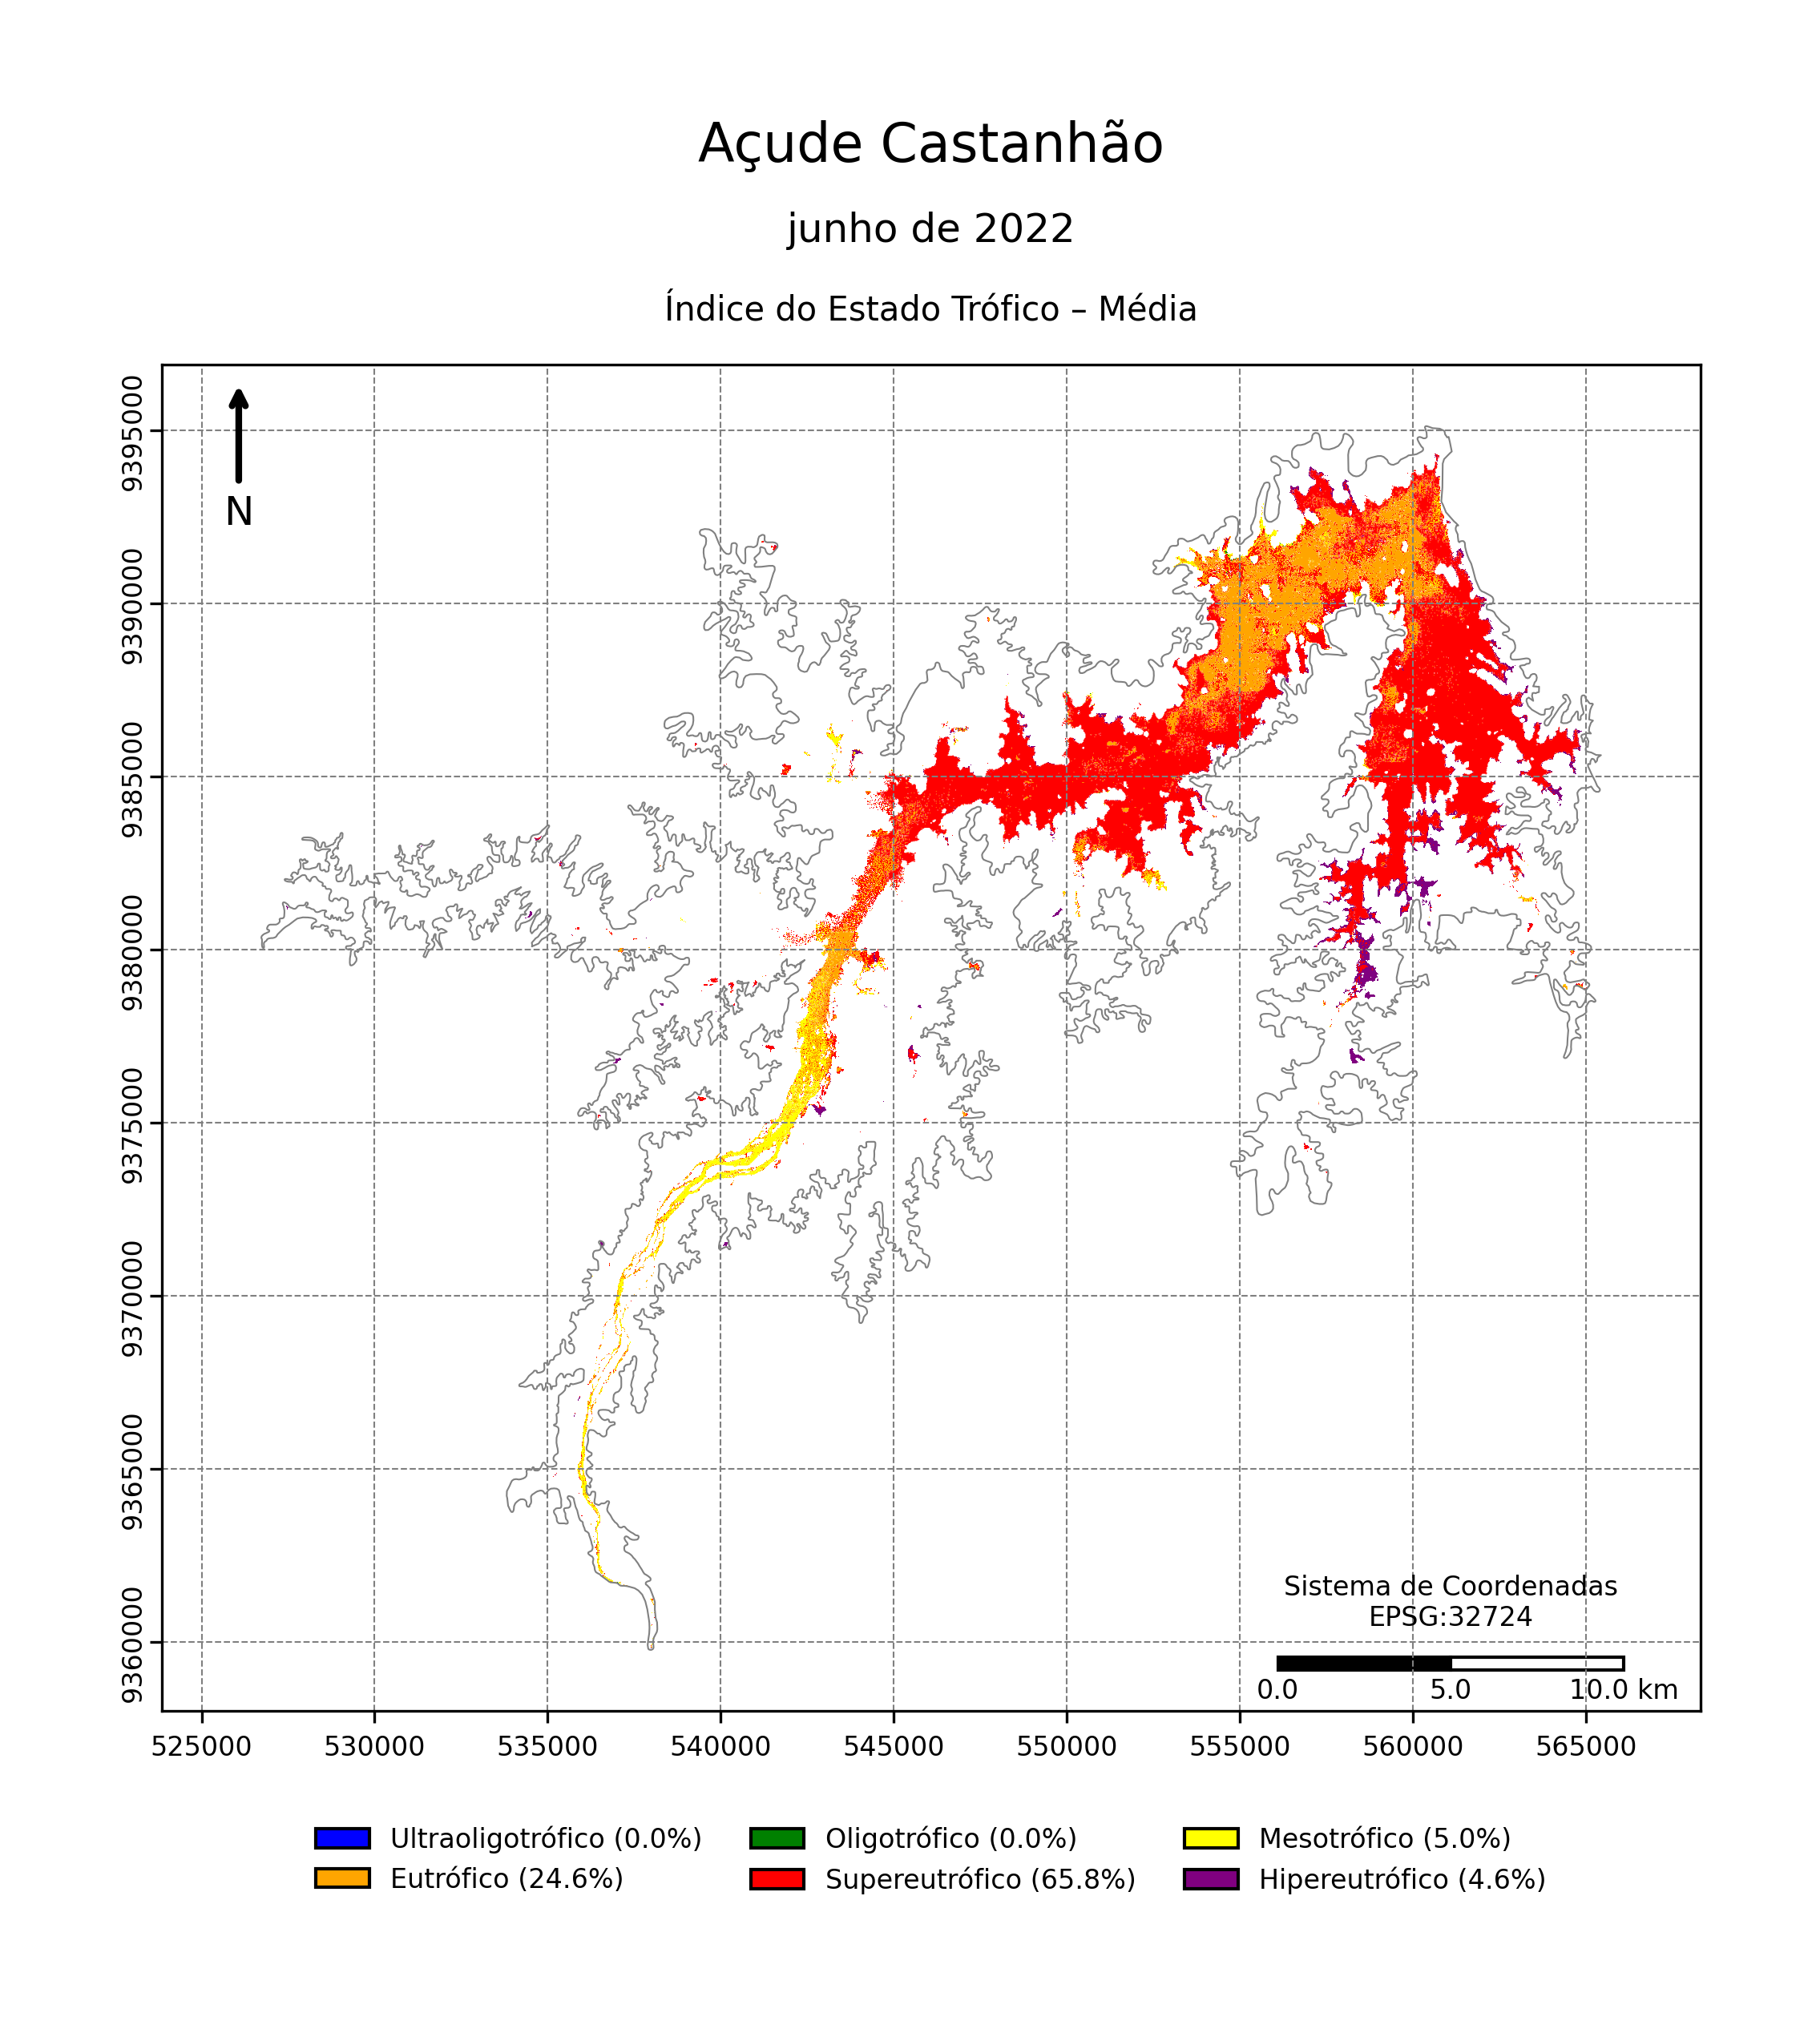 Açude Castanhão
junho de 2022
Índice do Estado Trófico – Média
N
9395000
9390000
9385000
9380000
9375000
9370000
9365000
9360000
Sistema de Coordenadas
EPSG:32724
0.0 5.0 10.0 km
525000 530000 535000 540000 545000 550000 555000 560000 565000
Ultraoligotrófico (0.0%) Oligotrófico (0.0%) Mesotrófico (5.0%)
Eutrófico (24.6%) Supereutrófico (65.8%) Hipereutrófico (4.6%)